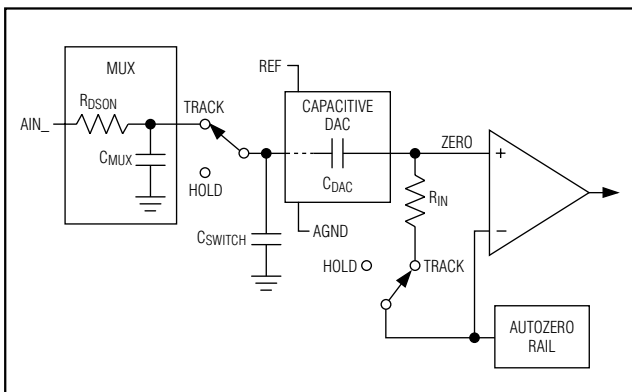 MUX
REF
RDSON
TRACK
CAPACITIVE
DAC
AIN_
ZERO
+
CMUX
CDAC
RIN
HOLD
CSWITCH
AGND
HOLD
TRACK
−
AUTOZERO
RAIL